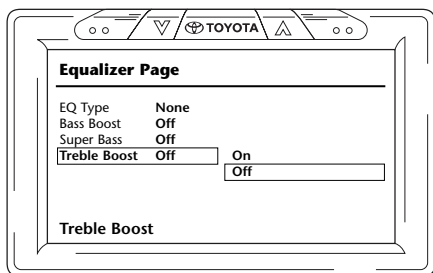 TOYOTA
Equalizer Page
EQ Type None
Bass Boost Off
Super Bass Off
Treble Boost Off On
Off
Treble Boost